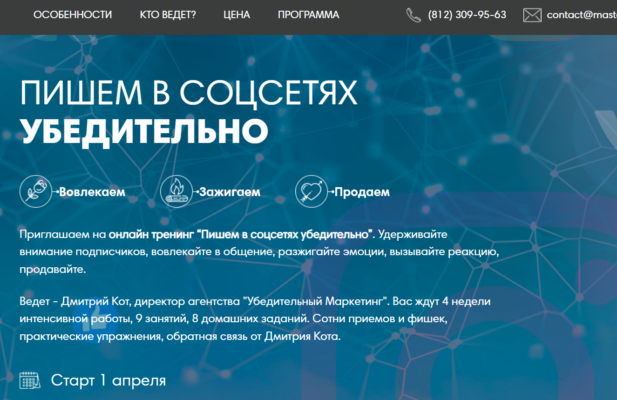 ОСОБЕННОСТИ КТО ВЕДЕТ? ЦЕНА ПРОГРАММА (812) 309-95-63 contact@mast
ПИШЕМ В СОЦСЕТЯХ
УБЕДИТЕЛЬНО
Вовлекаем Зажигаем Продаем
Приглашаем на онлайн тренинг "Пишем в соцсетях убедительно". Удерживайте
внимание подписчиков, вовлекайте в общение, разжигайте эмоции, вызывайте реакцию,
продавайте.
Ведет - Дмитрий Кот, директор агентства "Убедительный Маркетинг". Вас ждут 4 недели
интенсивной работы, 9 занятий, 8 домашних заданий. Сотни приемов и фишек,
практические упражнения, обратная связь от Дмитрия Кота.
Старт 1 апреля